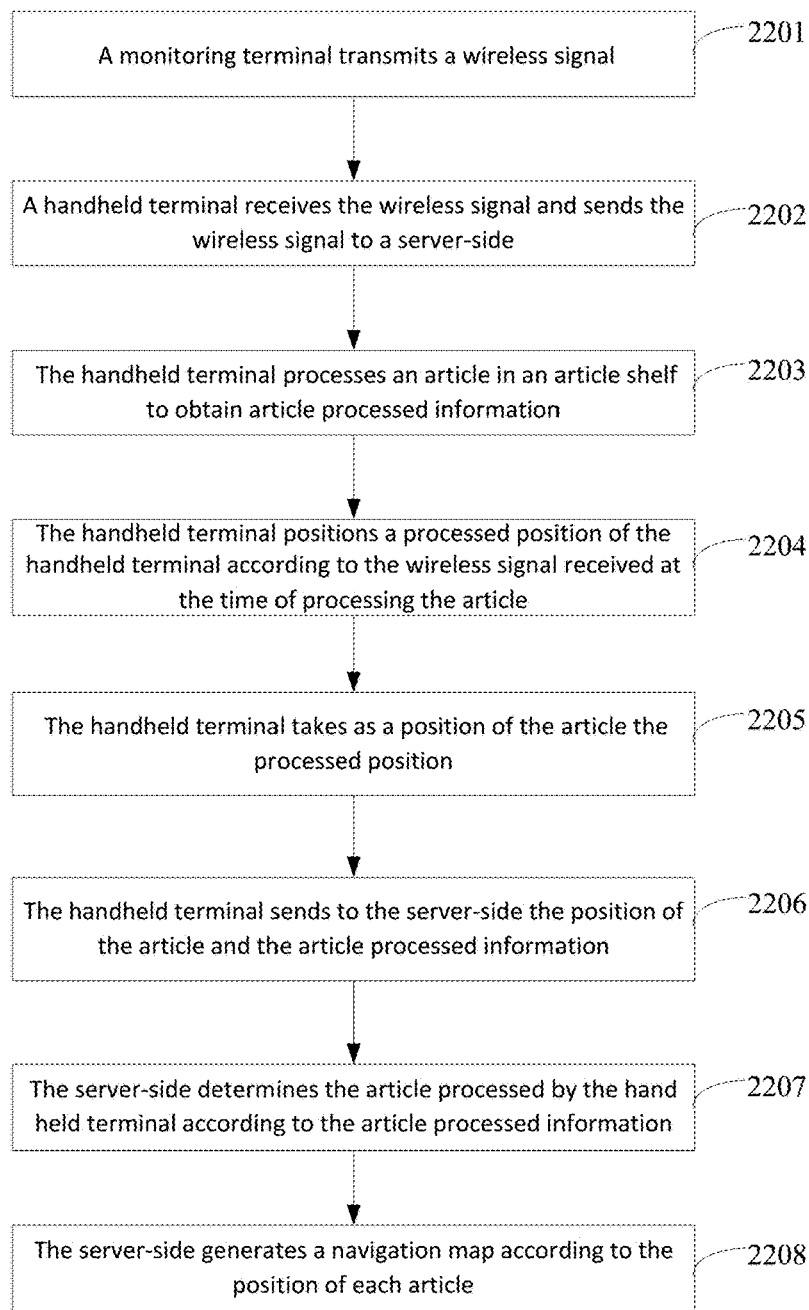 A monitoring terminal transmits a wireless signal
2201
A handheld terminal receives the wireless signal and sends the
wireless signal to a server-side
2202
The handheld terminal processes an article in an article shelf
to obtain article processed information
2203
The handheld terminal positions a processed position of the
handheld terminal according to the wireless signal received at
the time of processing the article
2204
The handheld terminal takes as a position of the article the
processed position
2205
The handheld terminal sends to the server-side the position of
the article and the article processed information
2206
The server-side determines the article processed by the hand
held terminal according to the article processed information
2207
The server-side generates a navigation map according to the
position of each article
2208